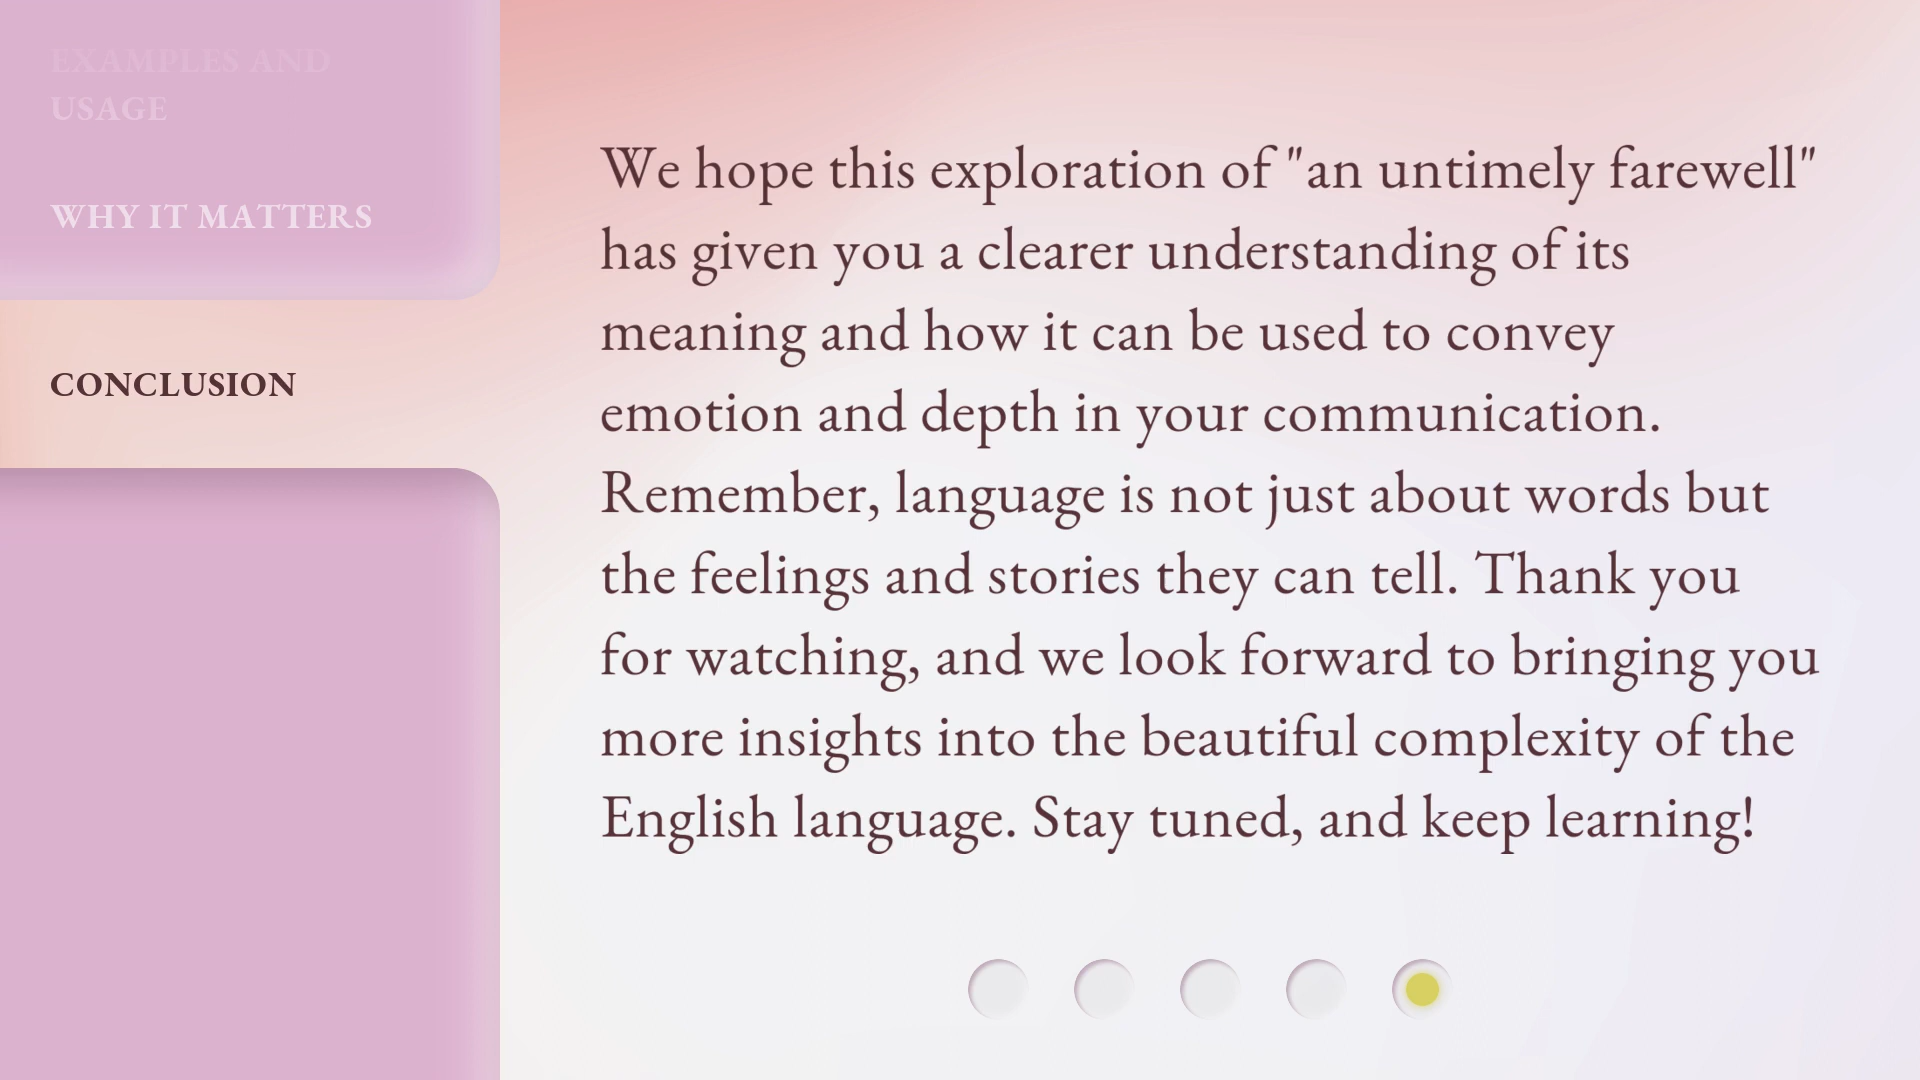 EXAMPLES AND
USAGE
WHY IT MATTERS
CONCLUSION
We hope this exploration of "an untimely farewell"
has given you a clearer understanding of its
meaning and how it can be used to convey
emotion and depth in your communication.
Remember, language is not just about words but
the feelings and stories they can tell. Thank you
for watching, and we look forward to bringing you
more insights into the beautiful complexity of the
English language. Stay tuned, and keep learning!